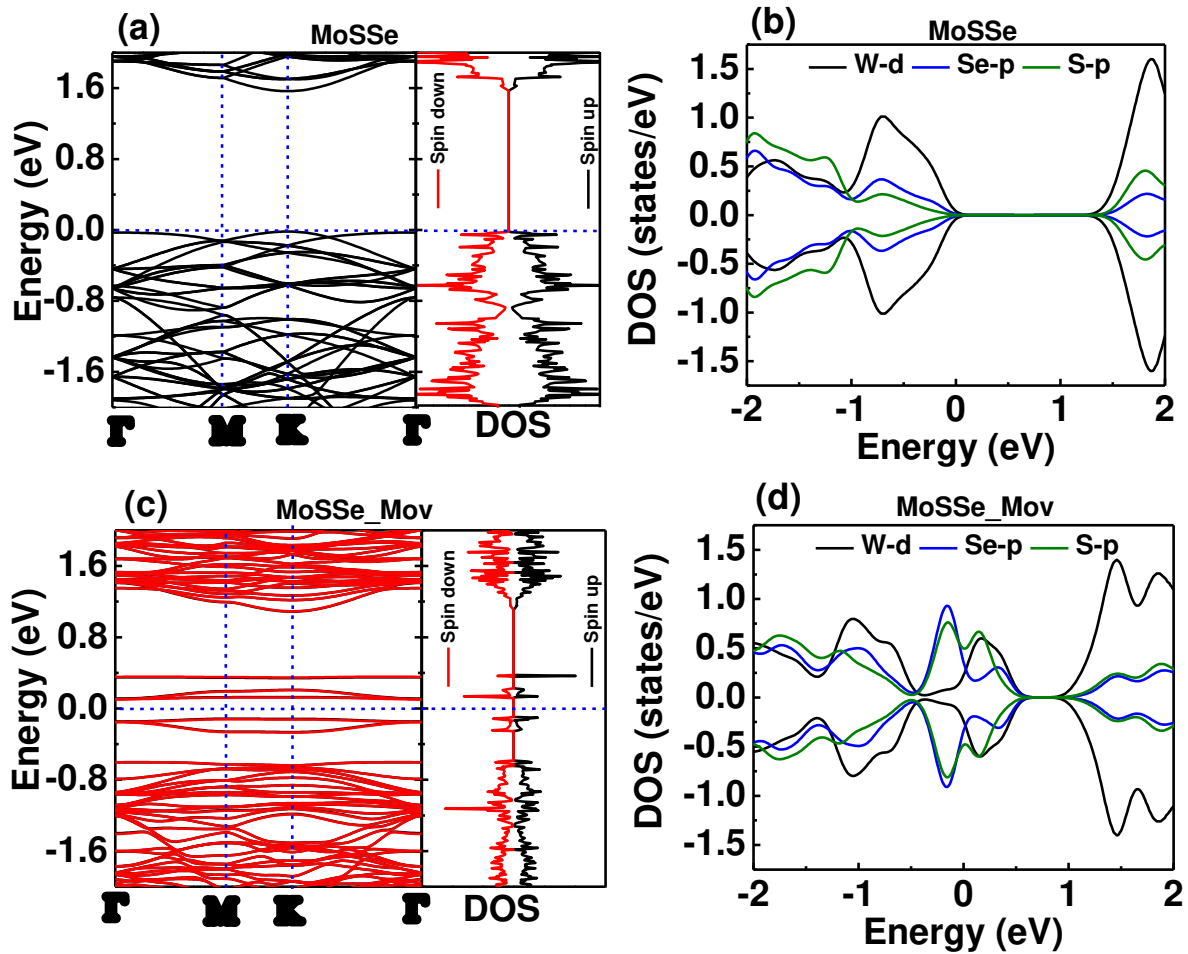 (a)
MoSSe
Energy (eV)
1.6
0.8
0.0
-0.8
-1.6
Spin down
Spin up
Γ
M
K
Γ
DOS
(b)
MoSSe
W-d
Se-p
S-p
DOS (states/eV)
1.5
1.0
0.5
0.0
-0.5
-1.0
-1.5
-2
-1
0
1
2
Energy (eV)
(c)
MoSSe_Mov
Energy (eV)
1.6
0.8
0.0
-0.8
-1.6
Spin down
Spin up
Γ
M
K
Γ
DOS
(d)
MoSSe_Mov
W-d
Se-p
S-p
DOS (states/eV)
1.5
1.0
0.5
0.0
-0.5
-1.0
-1.5
-2
-1
0
1
2
Energy (eV)